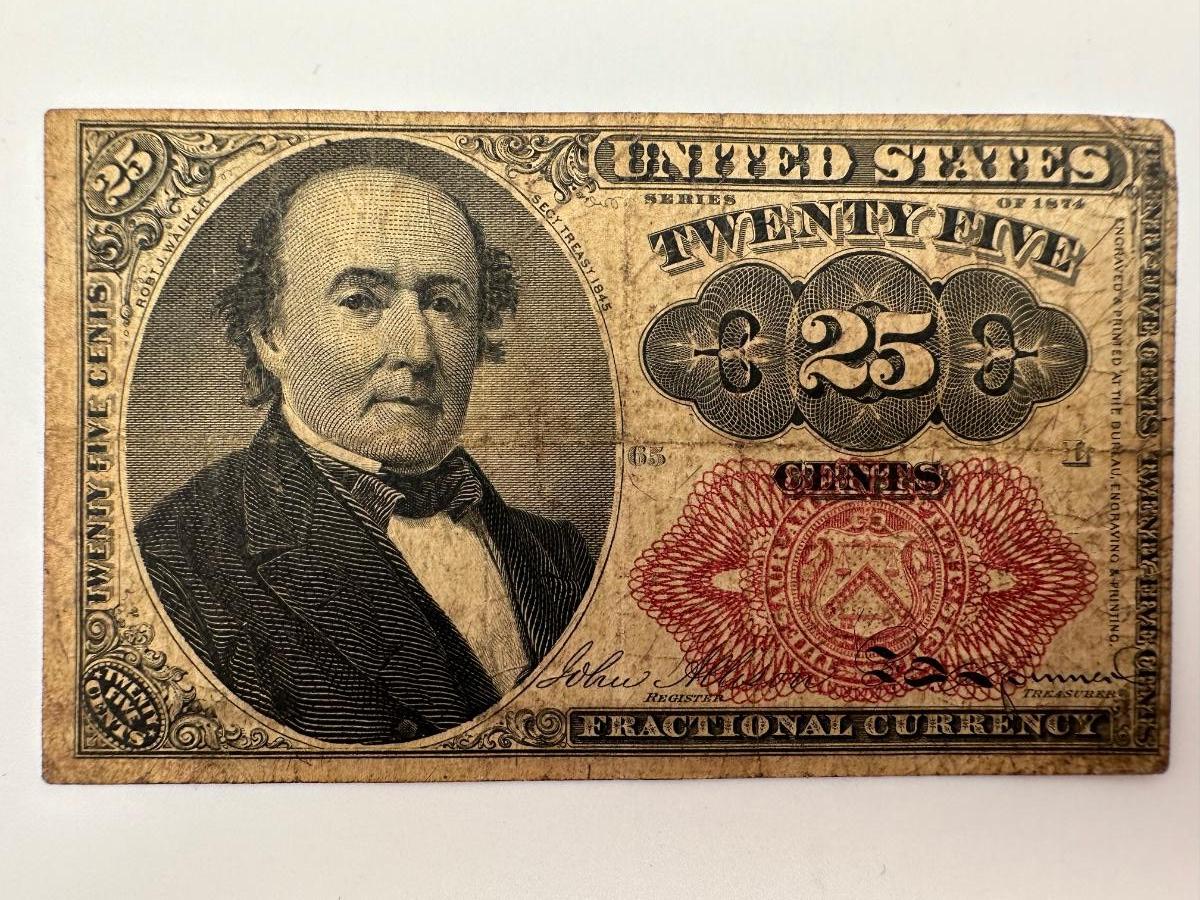 25
UNITED STATES
SERIES OF 1874
TWENTY FIVE
25
CENTS
ROBT J. WALKER
SECT. TREASY 1845
65 L
TWENTY FIVE CENTS
TWENTY FIVE CENTS TWENTY FIVE CENTS
ENGRAVED & PRINTED AT THE BUREAU, ENGRAVING & PRINTING.
John Allison
REGISTER
TREASURER
TWENTY
FIVE
CENTS
FRACTIONAL CURRENCY